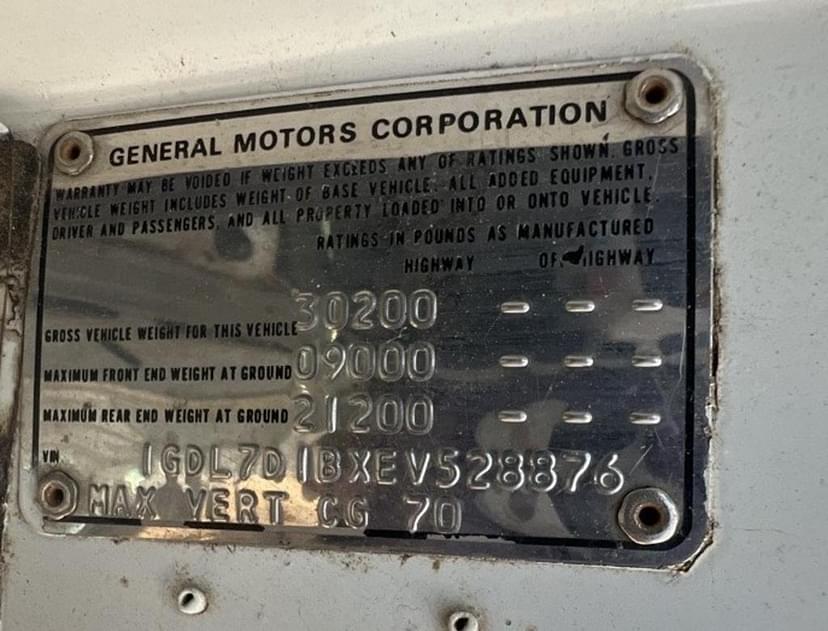 GENERAL MOTORS CORPORATION
WARRANTY MAY BE VOIDED IF WEIGHT EXCEEDS ANY OF RATINGS SHOWN. GROSS
VEHICLE WEIGHT INCLUDES WEIGHT OF BASE VEHICLE. ALL ADDED EQUIPMENT,
DRIVER AND PASSENGERS, AND ALL PROPERTY LOADED INTO OR ONTO VEHICLE.
RATINGS IN POUNDS AS MANUFACTURED
HIGHWAY OFF HIGHWAY
GROSS VEHICLE WEIGHT FOR THIS VEHICLE 30200 - - -
MAXIMUM FRONT END WEIGHT AT GROUND 09000 - - -
MAXIMUM REAR END WEIGHT AT GROUND 21200 - - -
VIN 1GDL7D1BXEV528876
MAX VERT CG 70